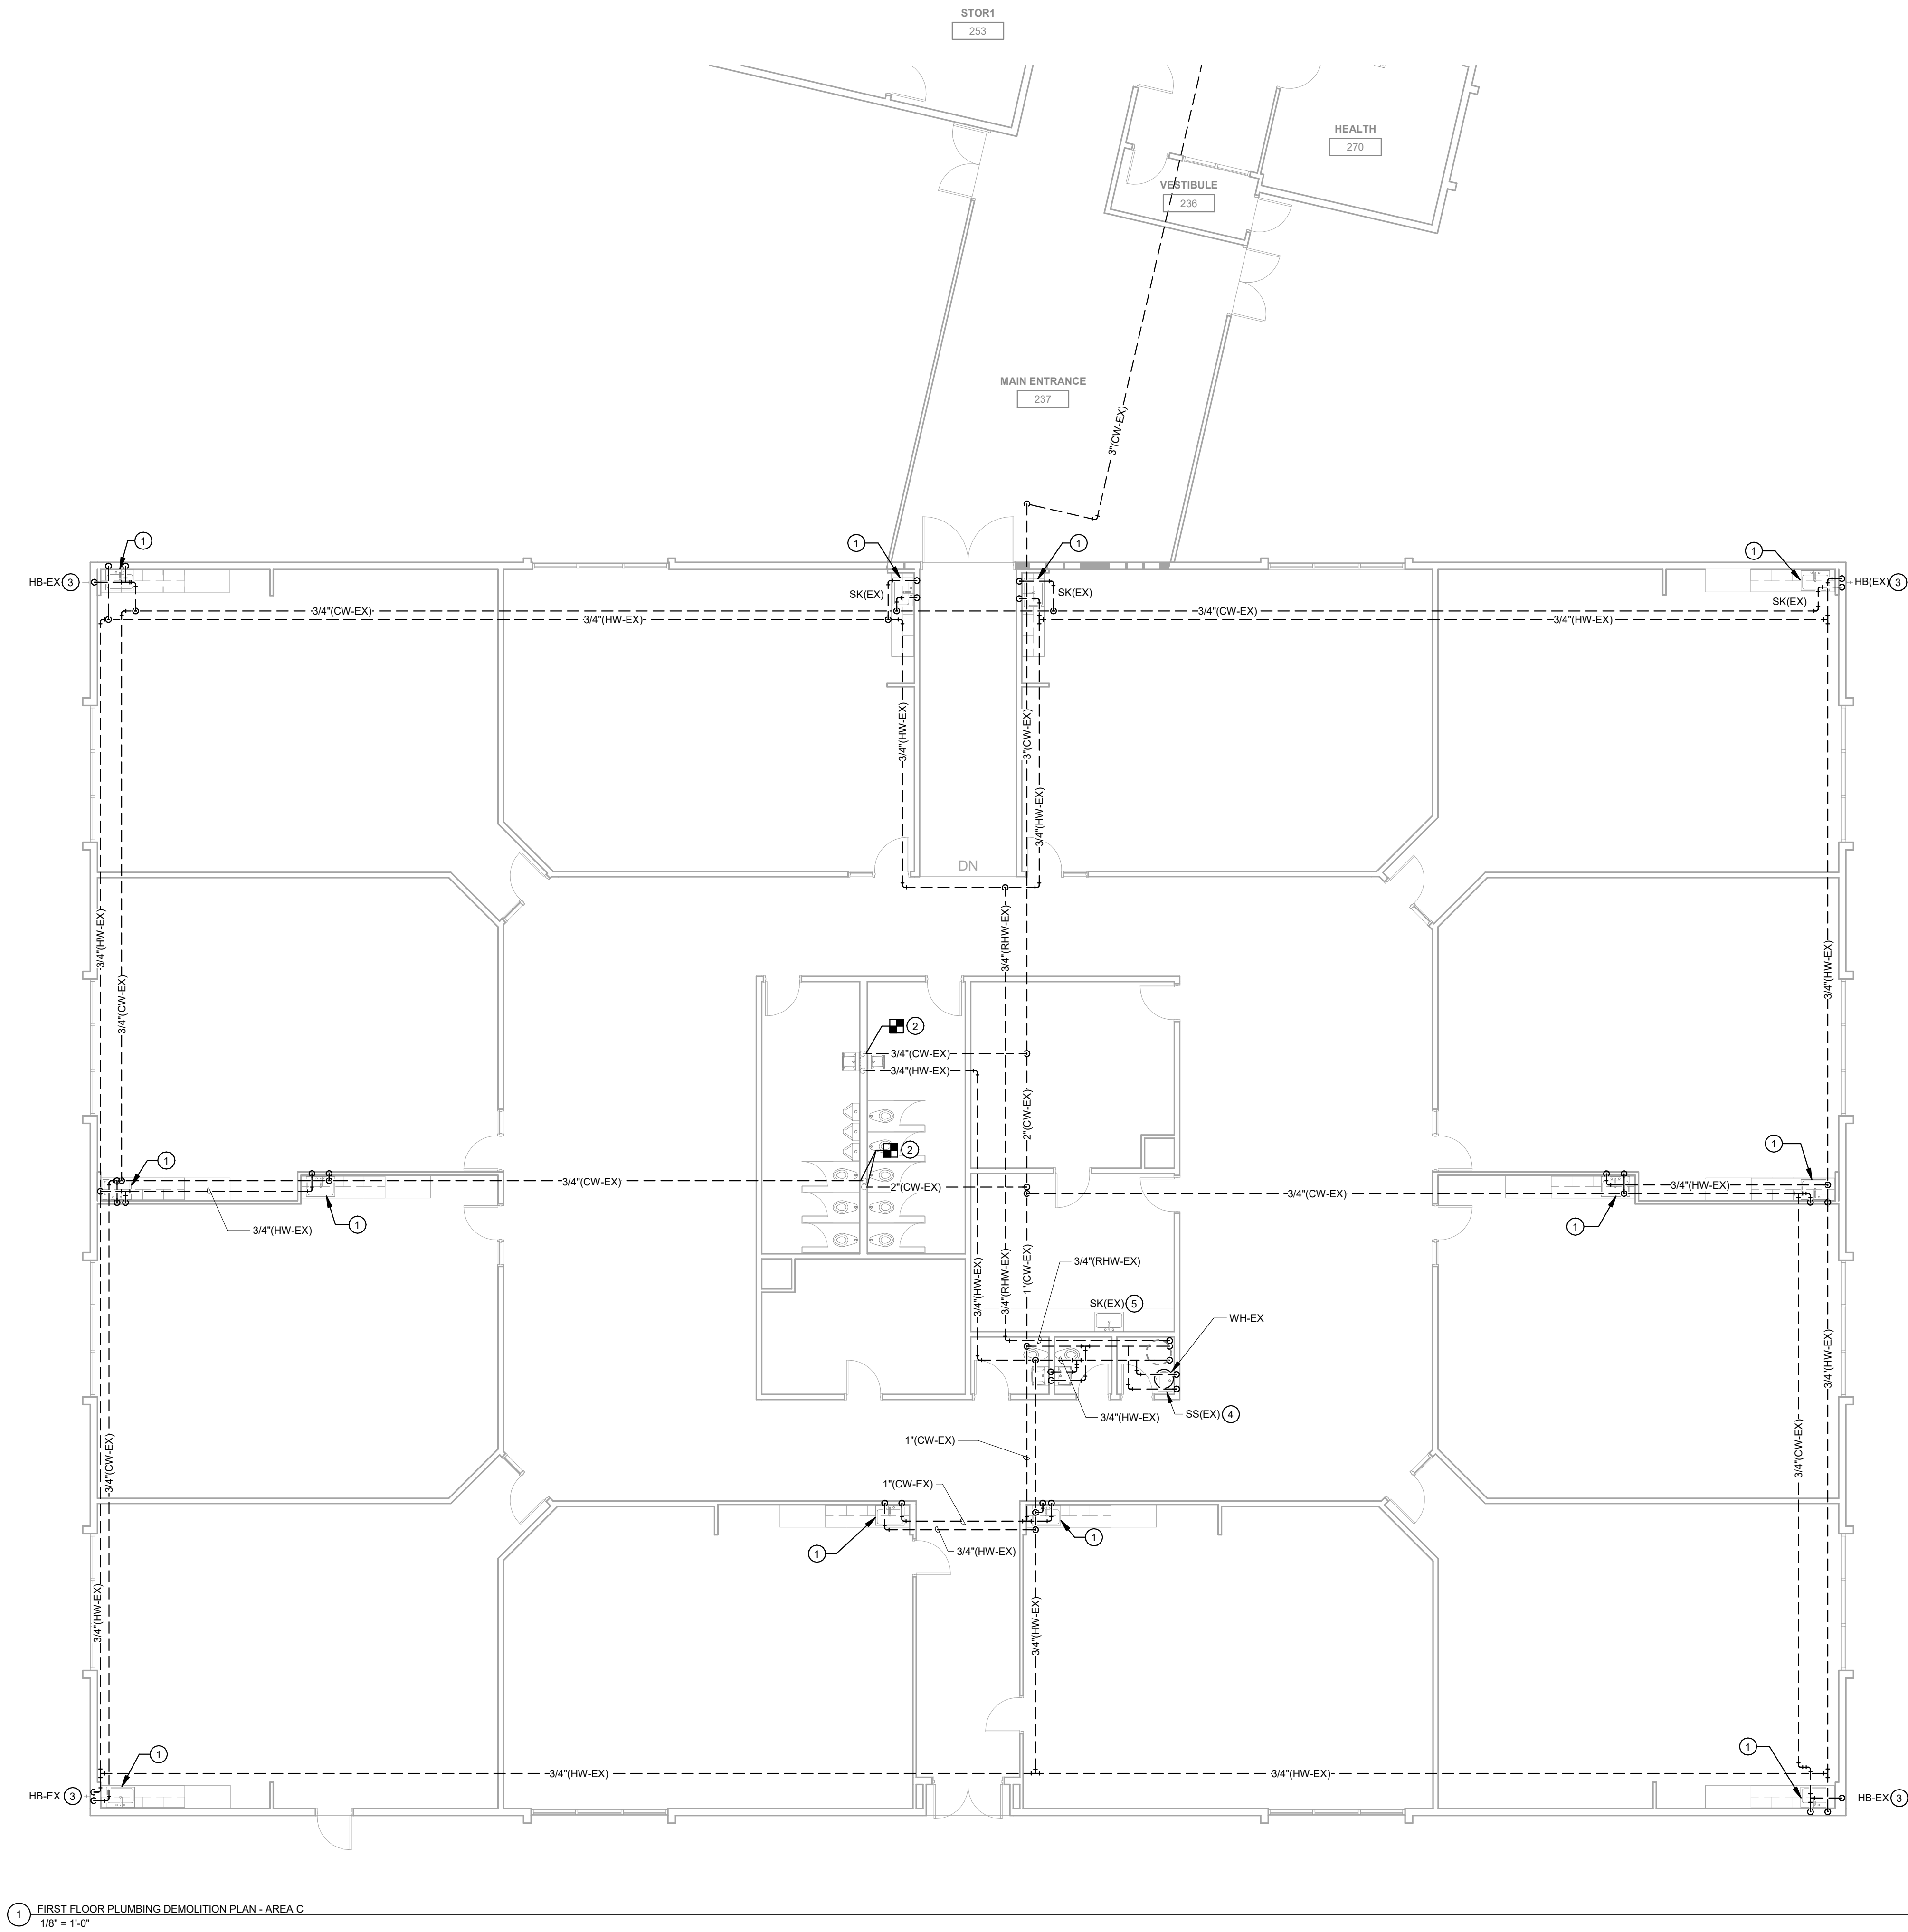 STOR1
253
HEALTH
270
VESTIBULE
236
MAIN ENTRANCE
237
3"(CW-EX)
1
1
1
1
HB-EX 3
HB(EX) 3
SK(EX)
SK(EX)
SK(EX)
3/4"(CW-EX)
3/4"(CW-EX)
3/4"(HW-EX)
3/4"(HW-EX)
3/4"(HW-EX)
3"(CW-EX)
3/4"(HW-EX)
DN
3/4"(HW-EX)
3/4"(CW-EX)
3/4"(RHW-EX)
3/4"(HW-EX)
2
3/4"(CW-EX)
3/4"(HW-EX)
2"(CW-EX)
2
1
1
3/4"(CW-EX)
2"(CW-EX)
3/4"(CW-EX)
3/4"(HW-EX)
1
3/4"(HW-EX)
1
1
3/4"(HW-EX)
3/4"(RHW-EX)
1"(CW-EX)
3/4"(RHW-EX)
SK(EX) 5
WH-EX
3/4"(HW-EX)
SS(EX) 4
3/4"(HW-EX)
3/4"(CW-EX)
1"(CW-EX)
3/4"(CW-EX)
1"(CW-EX)
1
3/4"(HW-EX)
1
3/4"(HW-EX)
3/4"(HW-EX)
1
1
3/4"(HW-EX)
3/4"(HW-EX)
HB-EX 3
HB-EX 3
1 FIRST FLOOR PLUMBING DEMOLITION PLAN - AREA C
1/8" = 1'-0"